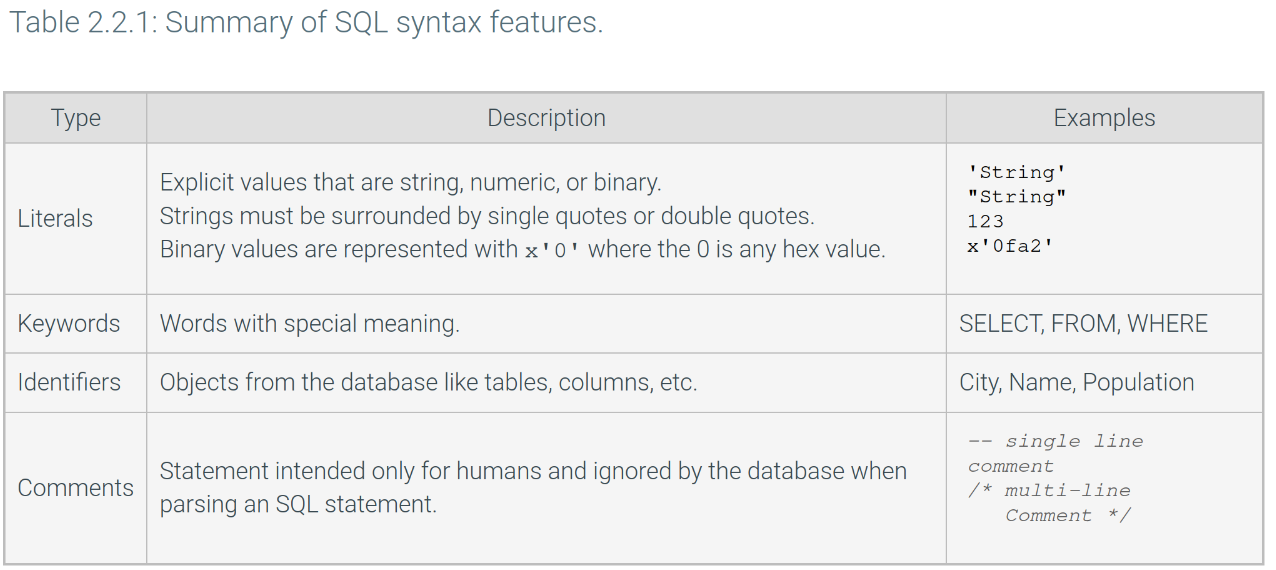 Table 2.2.1: Summary of SQL syntax features.
Type
Description
Examples
Literals
Explicit values that are string, numeric, or binary.
Strings must be surrounded by single quotes or double quotes.
Binary values are represented with x'0' where the 0 is any hex value.
'String'
"String"
123
x'0fa2'
Keywords
Words with special meaning.
SELECT, FROM, WHERE
Identifiers
Objects from the database like tables, columns, etc.
City, Name, Population
Comments
Statement intended only for humans and ignored by the database when
parsing an SQL statement.
-- single line
comment
/* multi-line
Comment */